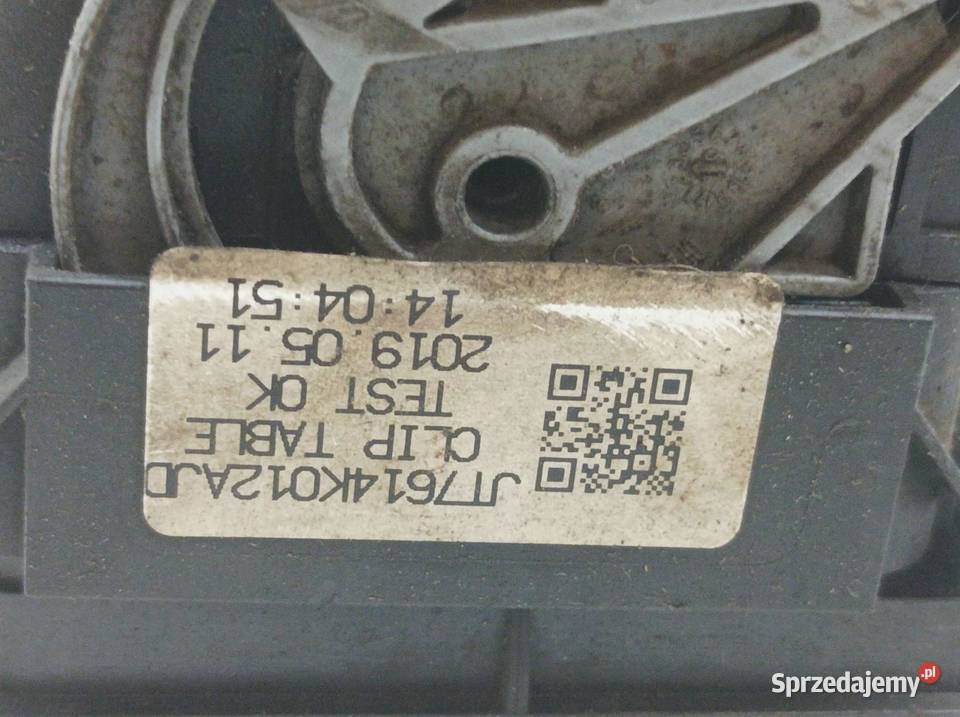 JT7614K012AJD
CLIP TABLE
TEST OK
2019.05.11
14:04:51
Sprzedajemy.pl